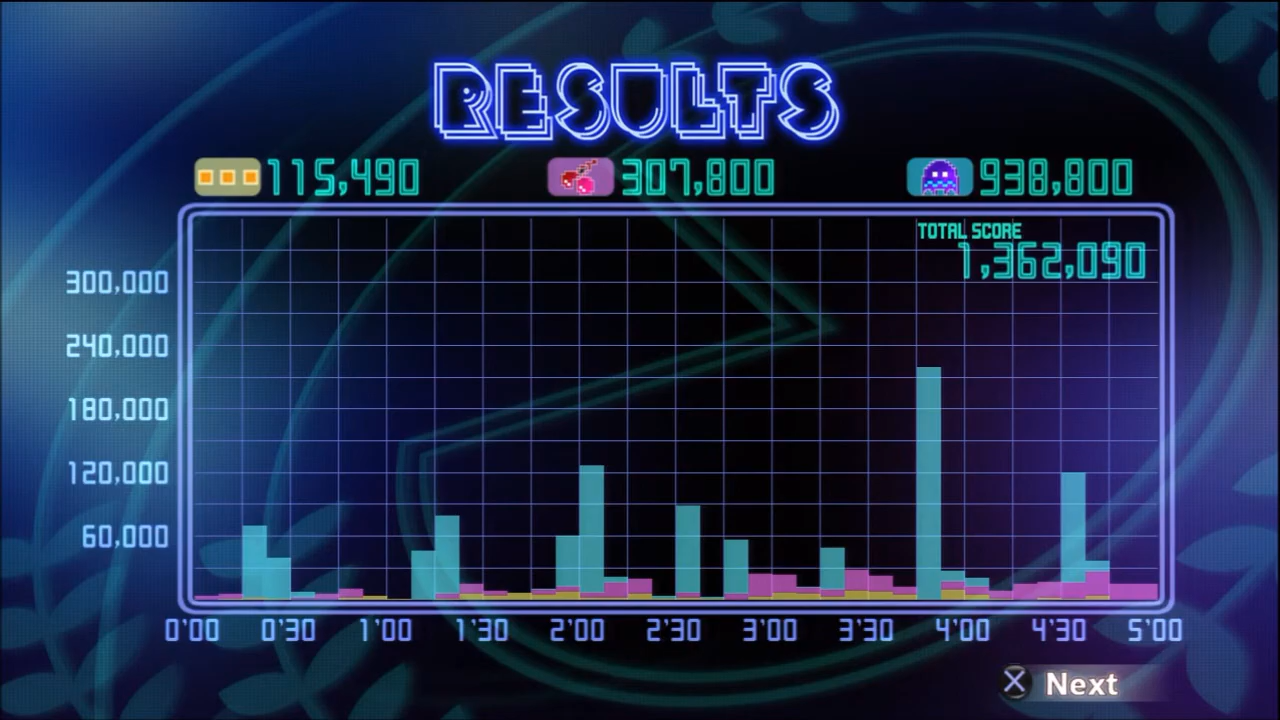 RESULTS
115,490 307,800 938,800
TOTAL SCORE
1,362,090
300,000
240,000
180,000
120,000
60,000
0'00 0'30 1'00 1'30 2'00 2'30 3'00 3'30 4'00 4'30 5'00
Next